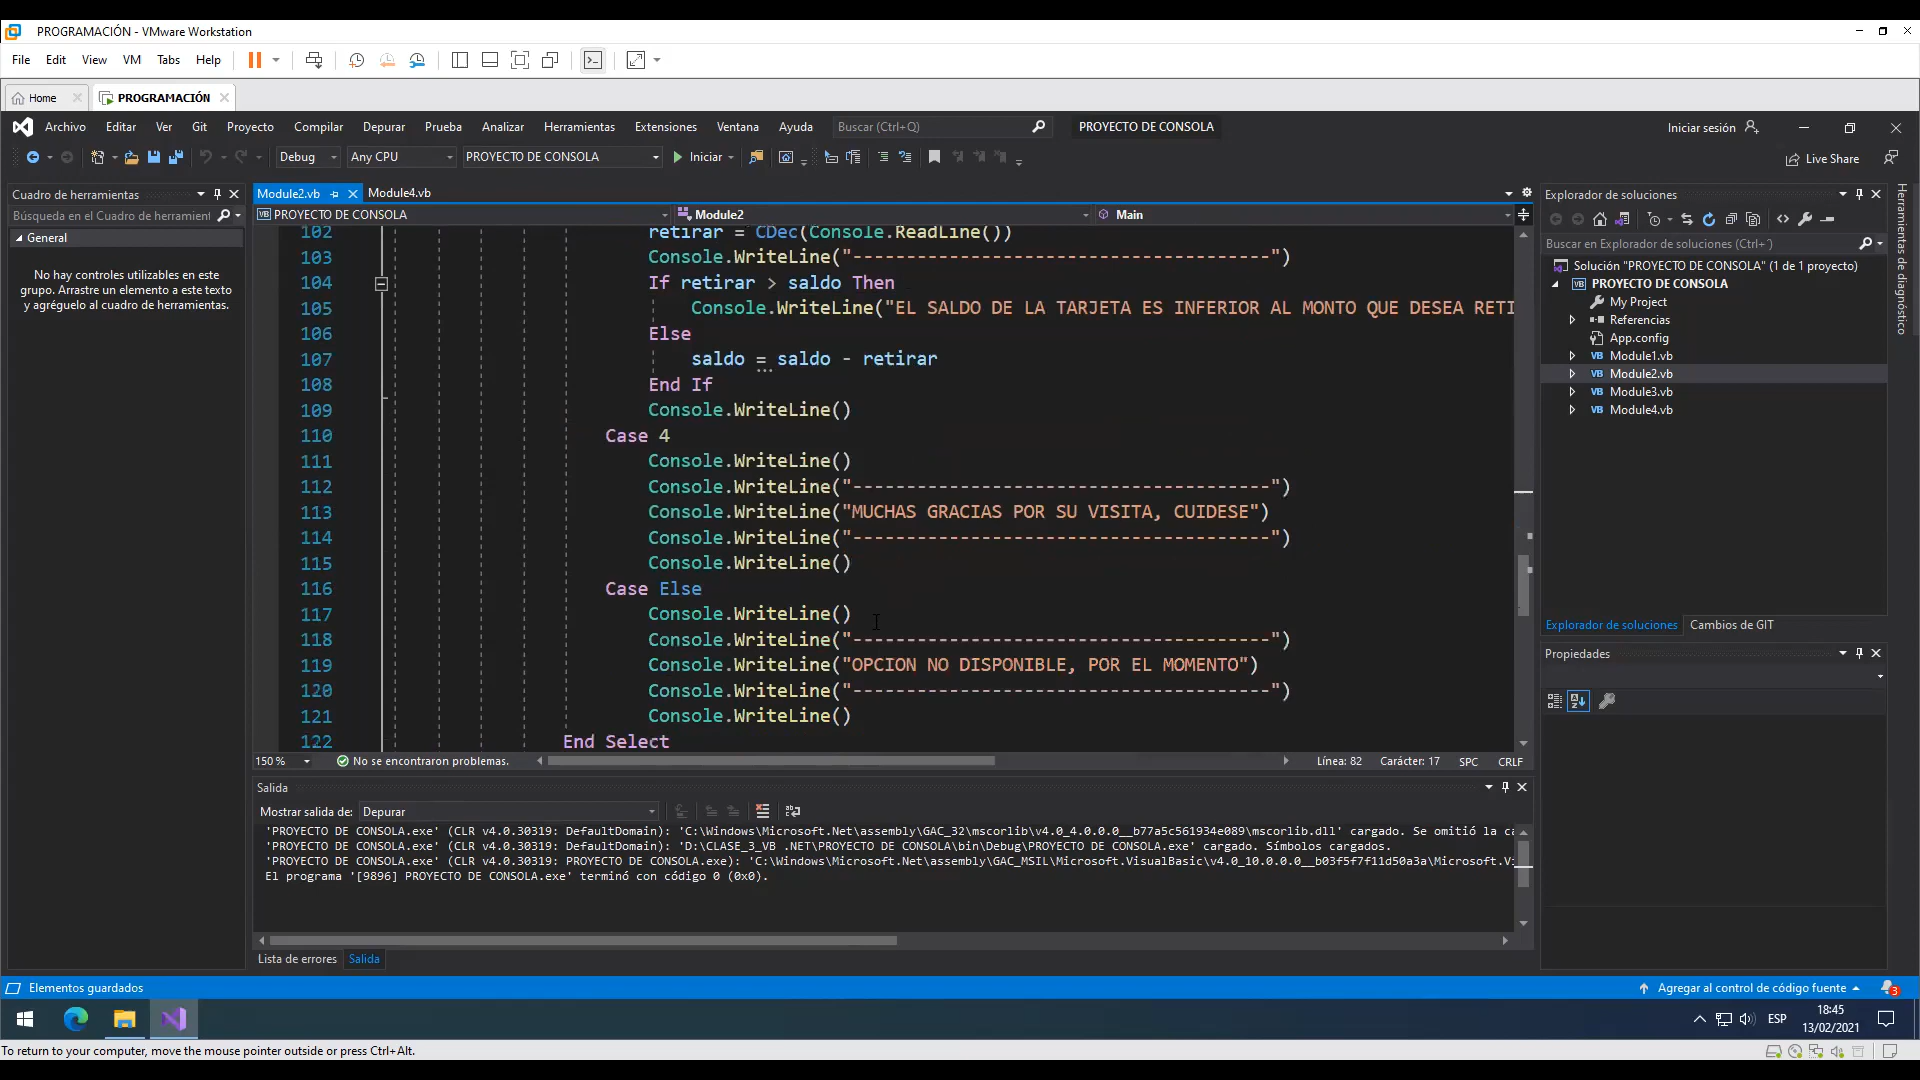 PROGRAMACIÓN - VMware Workstation
File Edit View VM Tabs Help
Home PROGRAMACIÓN
Archivo Editar Ver Git Proyecto Compilar Depurar Prueba Analizar Herramientas Extensiones Ventana Ayuda Buscar (Ctrl+Q) PROYECTO DE CONSOLA Iniciar sesión
Debug Any CPU PROYECTO DE CONSOLA Iniciar Live Share
Cuadro de herramientas
Búsqueda en el Cuadro de herramient
General
No hay controles utilizables en este
grupo. Arrastre un elemento a este texto
y agréguelo al cuadro de herramientas.
Module2.vb Module4.vb
PROYECTO DE CONSOLA Module2 Main
102 retirar = CDec(Console.ReadLine())
103 Console.WriteLine("---------------------------------------")
104 If retirar > saldo Then
105 Console.WriteLine("EL SALDO DE LA TARJETA ES INFERIOR AL MONTO QUE DESEA RETI
106 Else
107 saldo = saldo - retirar
108 End If
109 Console.WriteLine()
110 Case 4
111 Console.WriteLine()
112 Console.WriteLine("---------------------------------------")
113 Console.WriteLine("MUCHAS GRACIAS POR SU VISITA, CUIDESE")
114 Console.WriteLine("---------------------------------------")
115 Console.WriteLine()
116 Case Else
117 Console.WriteLine()
118 Console.WriteLine("---------------------------------------")
119 Console.WriteLine("OPCION NO DISPONIBLE, POR EL MOMENTO")
120 Console.WriteLine("---------------------------------------")
121 Console.WriteLine()
122 End Select
150 % No se encontraron problemas. Línea: 82 Carácter: 17 SPC CRLF
Salida
Mostrar salida de: Depurar
'PROYECTO DE CONSOLA.exe' (CLR v4.0.30319: DefaultDomain): 'C:\Windows\Microsoft.Net\assembly\GAC_32\mscorlib\v4.0_4.0.0.0__b77a5c561934e089\mscorlib.dll' cargado. Se omitió la ca
'PROYECTO DE CONSOLA.exe' (CLR v4.0.30319: DefaultDomain): 'D:\CLASE_3_VB .NET\PROYECTO DE CONSOLA\bin\Debug\PROYECTO DE CONSOLA.exe' cargado. Símbolos cargados.
'PROYECTO DE CONSOLA.exe' (CLR v4.0.30319: PROYECTO DE CONSOLA.exe): 'C:\Windows\Microsoft.Net\assembly\GAC_MSIL\Microsoft.VisualBasic\v4.0_10.0.0.0__b03f5f7f11d50a3a\Microsoft.Vi
El programa '[9896] PROYECTO DE CONSOLA.exe' terminó con código 0 (0x0).
Lista de errores Salida
Explorador de soluciones
Buscar en Explorador de soluciones (Ctrl+´)
Solución "PROYECTO DE CONSOLA" (1 de 1 proyecto)
PROYECTO DE CONSOLA
My Project
Referencias
App.config
VB Module1.vb
VB Module2.vb
VB Module3.vb
VB Module4.vb
Explorador de soluciones Cambios de GIT
Propiedades
Herramientas de diagnóstico
Elementos guardados Agregar al control de código fuente 3
ESP 18:45
13/02/2021
To return to your computer, move the mouse pointer outside or press Ctrl+Alt.